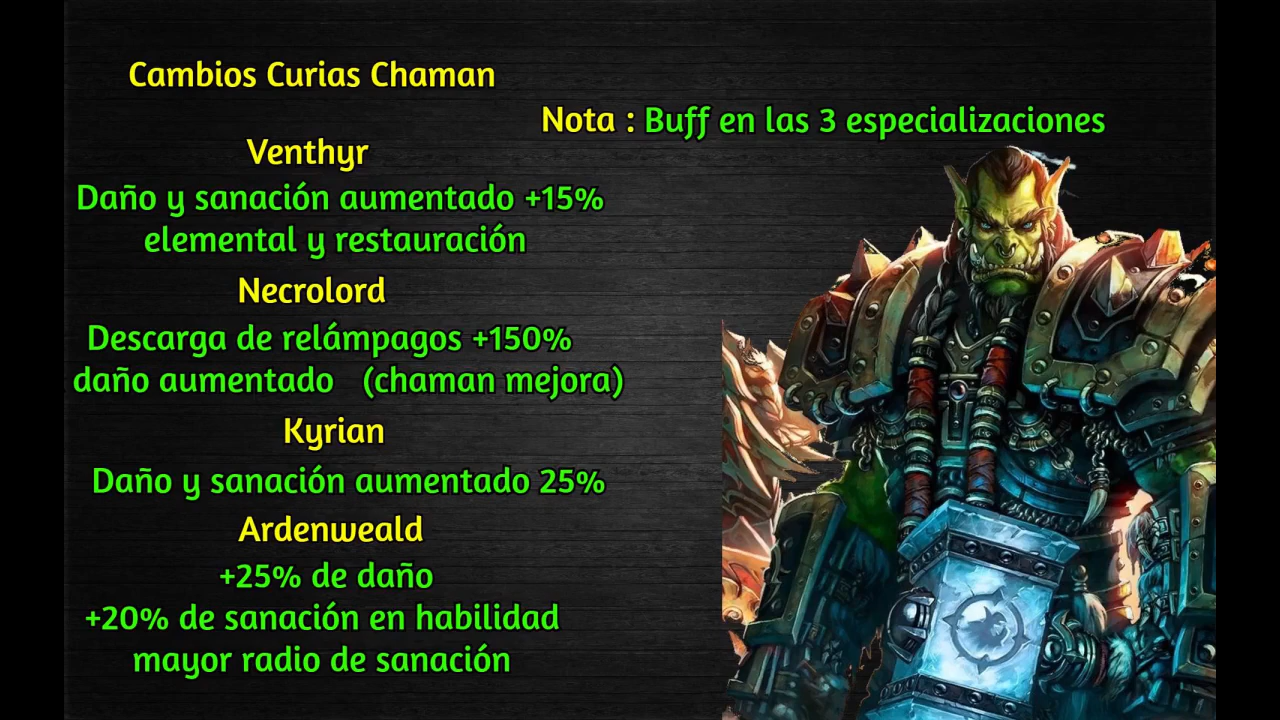 Cambios Curias Chaman
Nota : Buff en las 3 especializaciones
Venthyr
Daño y sanación aumentado +15%
elemental y restauración
Necrolord
Descarga de relámpagos +150%
daño aumentado (chaman mejora)
Kyrian
Daño y sanación aumentado 25%
Ardenweald
+25% de daño
+20% de sanación en habilidad
mayor radio de sanación